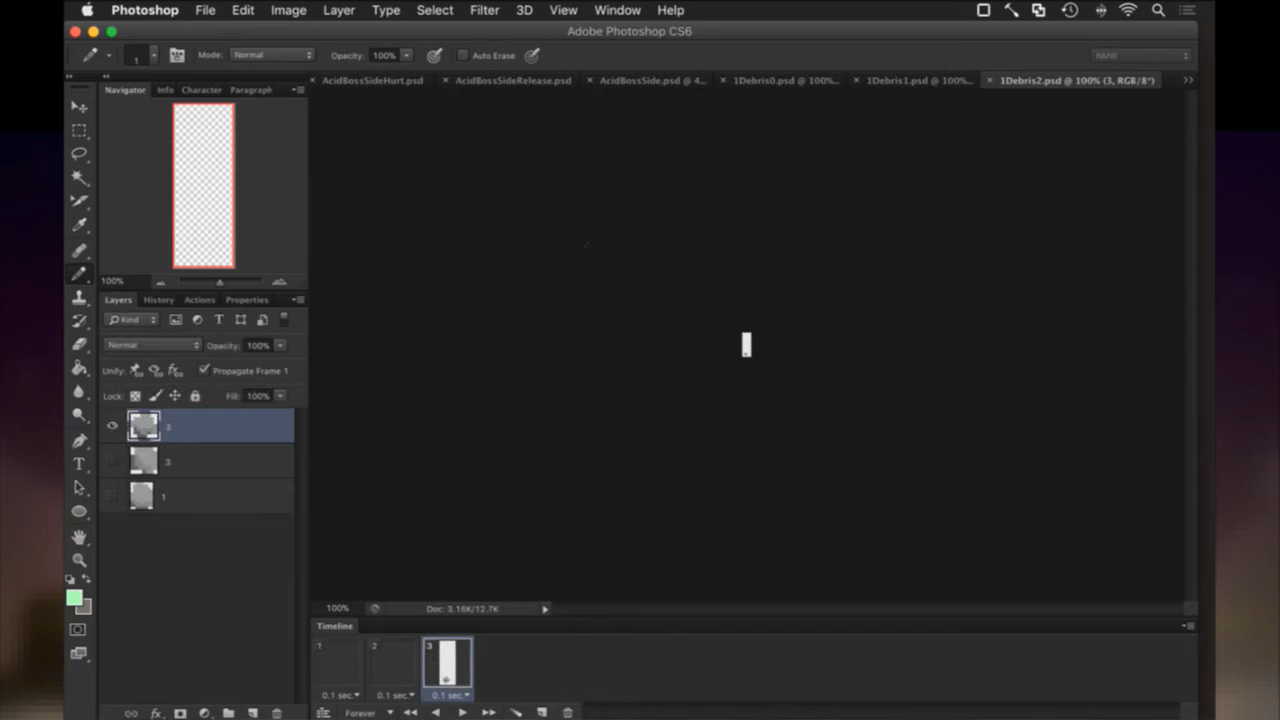 Photoshop File Edit Image Layer Type Select Filter 3D View Window Help
Adobe Photoshop CS6
1 Mode: Normal Opacity: 100% Auto Erase NMW
AcidBossSideHurt.psd AcidBossSideRelease.psd AcidBossSide.psd @ 4... 1Debris0.psd @ 100%... 1Debris1.psd @ 100%... 1Debris2.psd @ 100% (3, RGB/8*)
Navigator Info Character Paragraph
100%
Layers History Actions Properties
Kind
Normal Opacity: 100%
Unify: Propagate Frame 1
Lock: Fill: 100%
3
3
1
100% Doc: 3.16K/12.7K
Timeline
1 2 3
0.1 sec. 0.1 sec. 0.1 sec.
Forever